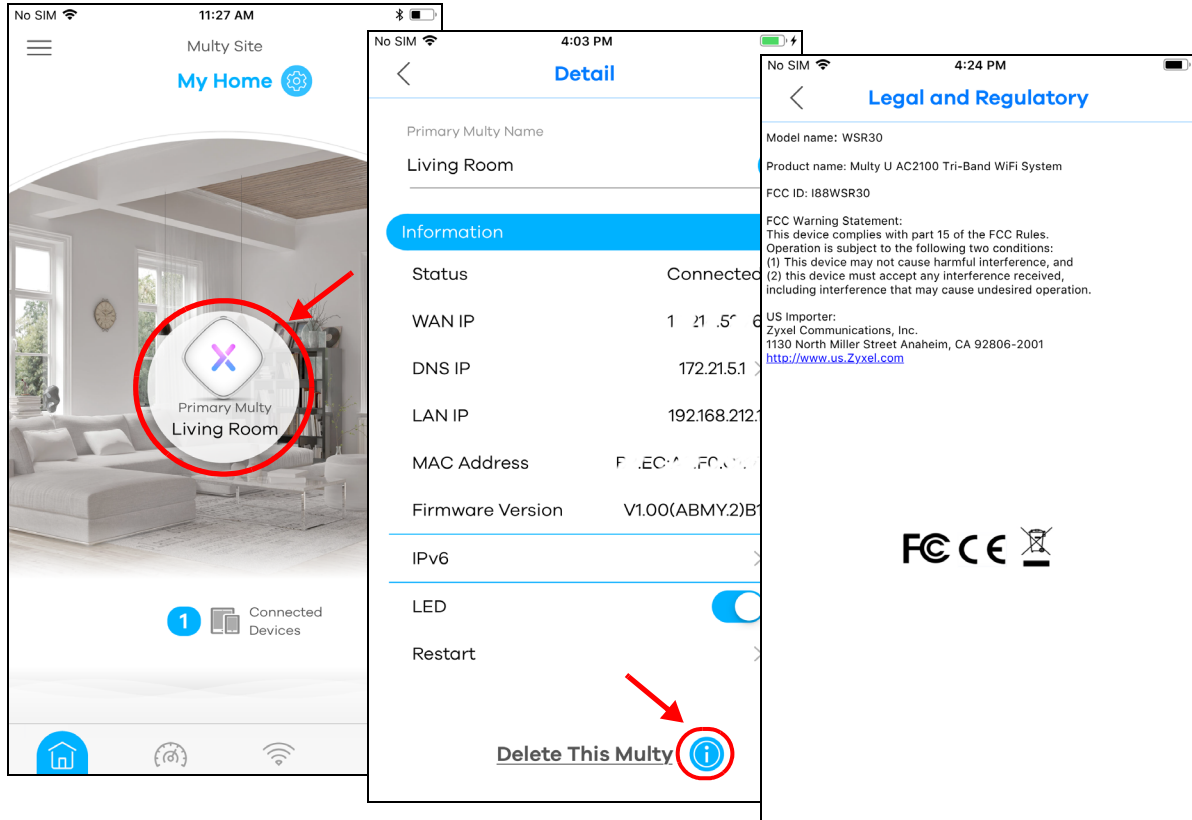 No SIM
11:27 AM
Multy Site
My Home
Primary Multy
Living Room
1
Connected
Devices
No SIM
4:03 PM
Detail
Primary Multy Name
Living Room
Information
Status Connected
WAN IP
DNS IP 172.21.5.1
LAN IP 192.168.212.1
MAC Address
Firmware Version V1.00(ABMY.2)B1
IPv6
LED
Restart
Delete This Multy
No SIM
4:24 PM
Legal and Regulatory
Model name: WSR30
Product name: Multy U AC2100 Tri-Band WiFi System
FCC ID: I88WSR30
FCC Warning Statement:
This device complies with part 15 of the FCC Rules.
Operation is subject to the following two conditions:
(1) This device may not cause harmful interference, and
(2) this device must accept any interference received,
including interference that may cause undesired operation.
US Importer:
Zyxel Communications, Inc.
1130 North Miller Street Anaheim, CA 92806-2001
http://www.us.Zyxel.com
FC CE